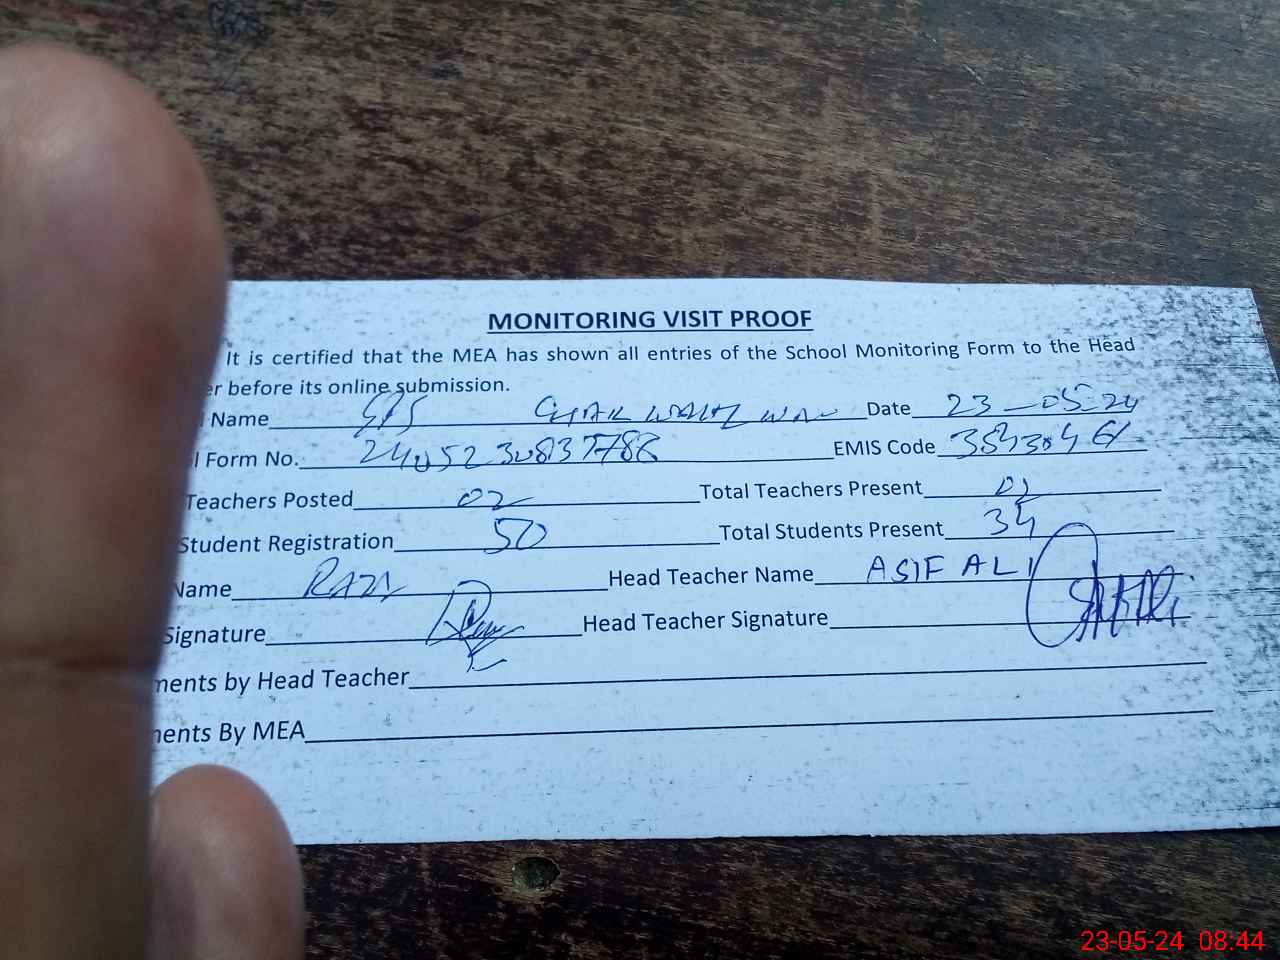 MONITORING VISIT PROOF
It is certified that the MEA has shown all entries of the School Monitoring Form to the Head
er before its online submission.
Name GPS CHAK Date 23-05-24
Form No. EMIS Code
Teachers Posted 02 Total Teachers Present 02
Student Registration 50 Total Students Present 34
Name RAZA Head Teacher Name ASIF ALI
Signature Head Teacher Signature
ments by Head Teacher
ments By MEA
23-05-24 08:44